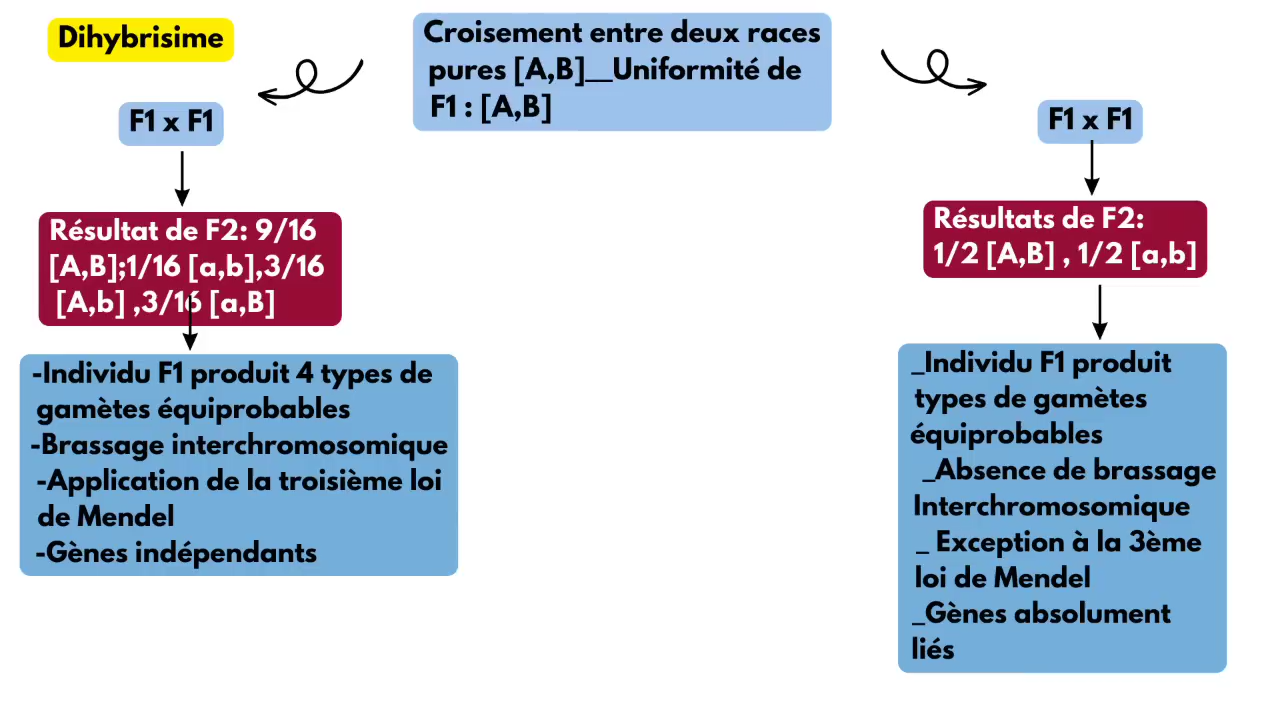 Dihybrisime
Croisement entre deux races
pures [A,B]__Uniformité de
F1 : [A,B]
F1 x F1
Résultat de F2: 9/16
[A,B];1/16 [a,b],3/16
[A,b] ,3/16 [a,B]
-Individu F1 produit 4 types de
gamètes équiprobables
-Brassage interchromosomique
-Application de la troisième loi
de Mendel
-Gènes indépendants
F1 x F1
Résultats de F2:
1/2 [A,B] , 1/2 [a,b]
_Individu F1 produit
types de gamètes
équiprobables
_Absence de brassage
Interchromosomique
_ Exception à la 3ème
loi de Mendel
_Gènes absolument
liés